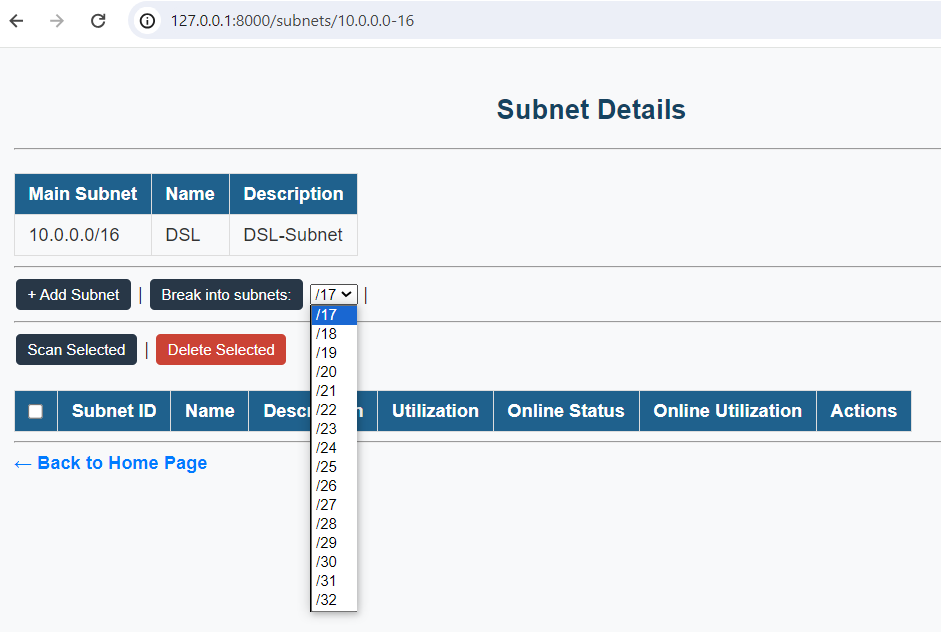 127.0.0.1:8000/subnets/10.0.0.0-16
Subnet Details
Main Subnet Name Description
10.0.0.0/16 DSL DSL-Subnet
+ Add Subnet | Break into subnets: /17 |
/17
/18
/19
/20
/21
/22
/23
/24
/25
/26
/27
/28
/29
/30
/31
/32
Scan Selected | Delete Selected
Subnet ID Name Utilization Online Status Online Utilization Actions
← Back to Home Page